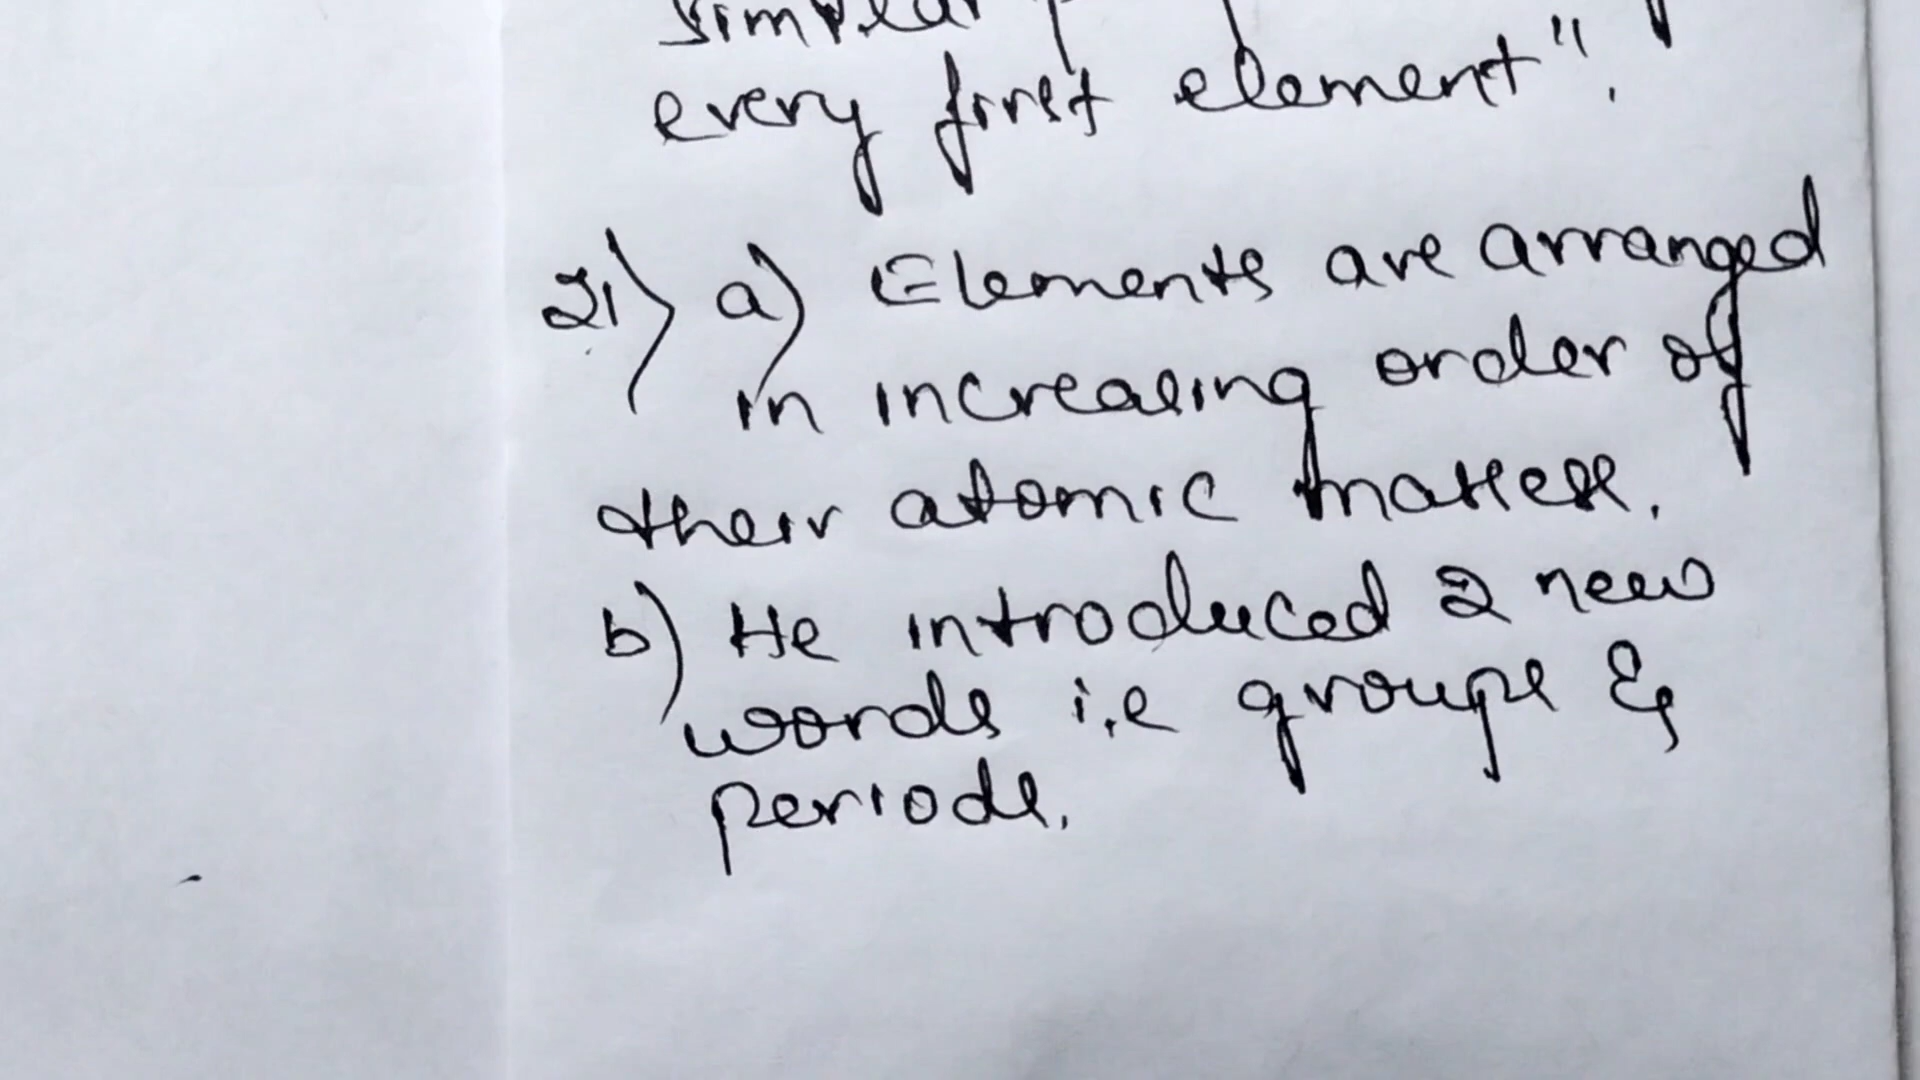 every first element".
21) a) Elements are arranged
in increasing order of
their atomic masses.
b) He introduced 2 new
words i.e groups &
periods.